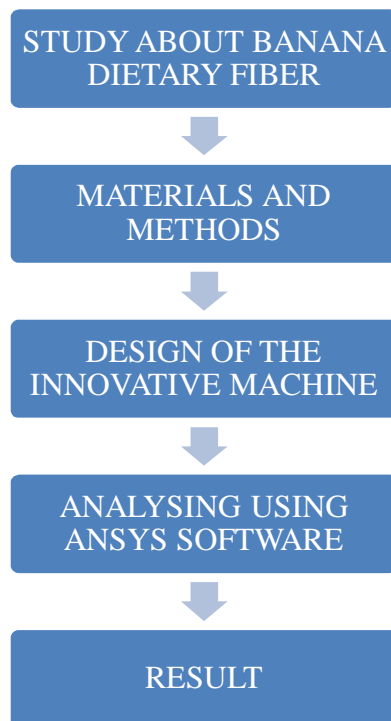 STUDY ABOUT BANANA
DIETARY FIBER
MATERIALS AND
METHODS
DESIGN OF THE
INNOVATIVE MACHINE
ANALYSING USING
ANSYS SOFTWARE
RESULT